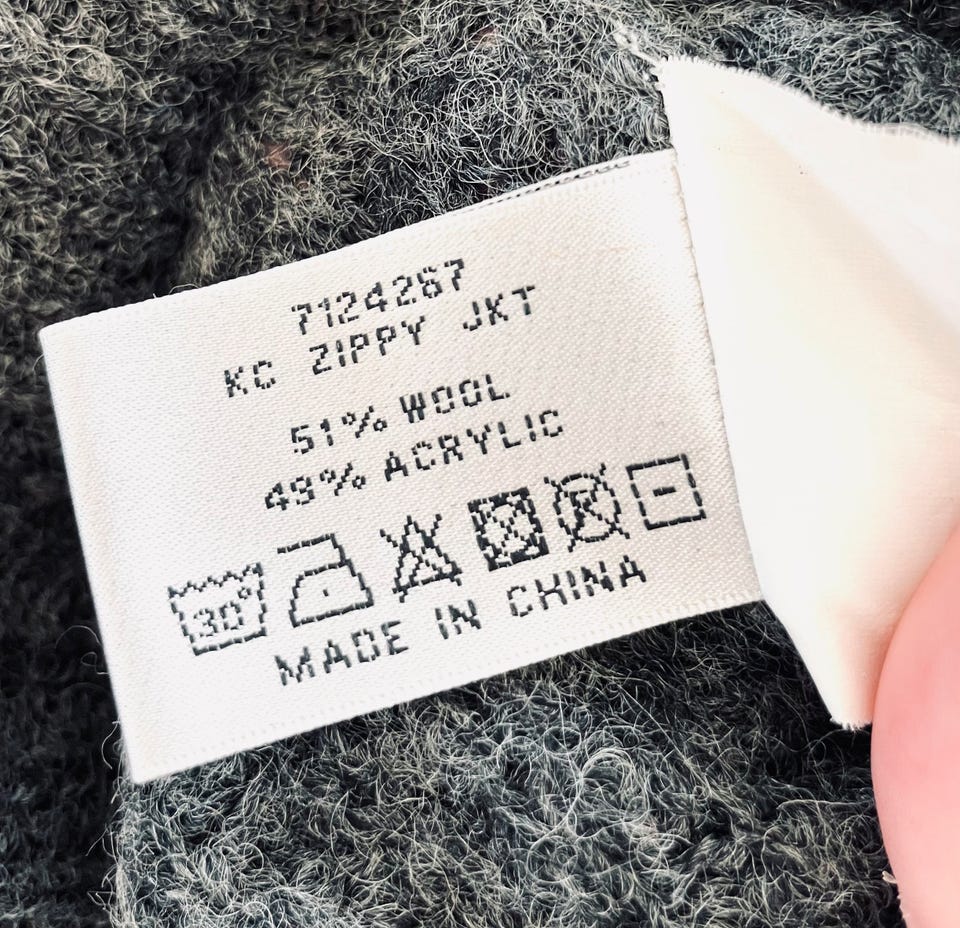 7124267
KC ZIPPY JKT
51% WOOL
49% ACRYLIC
30°
MADE IN CHINA